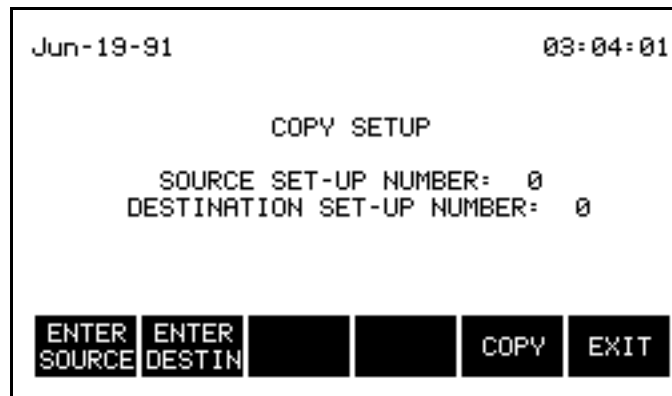 Jun-19-91 03:04:01
COPY SETUP
SOURCE SET-UP NUMBER: 0
DESTINATION SET-UP NUMBER: 0
ENTER SOURCE
ENTER DESTIN
COPY
EXIT